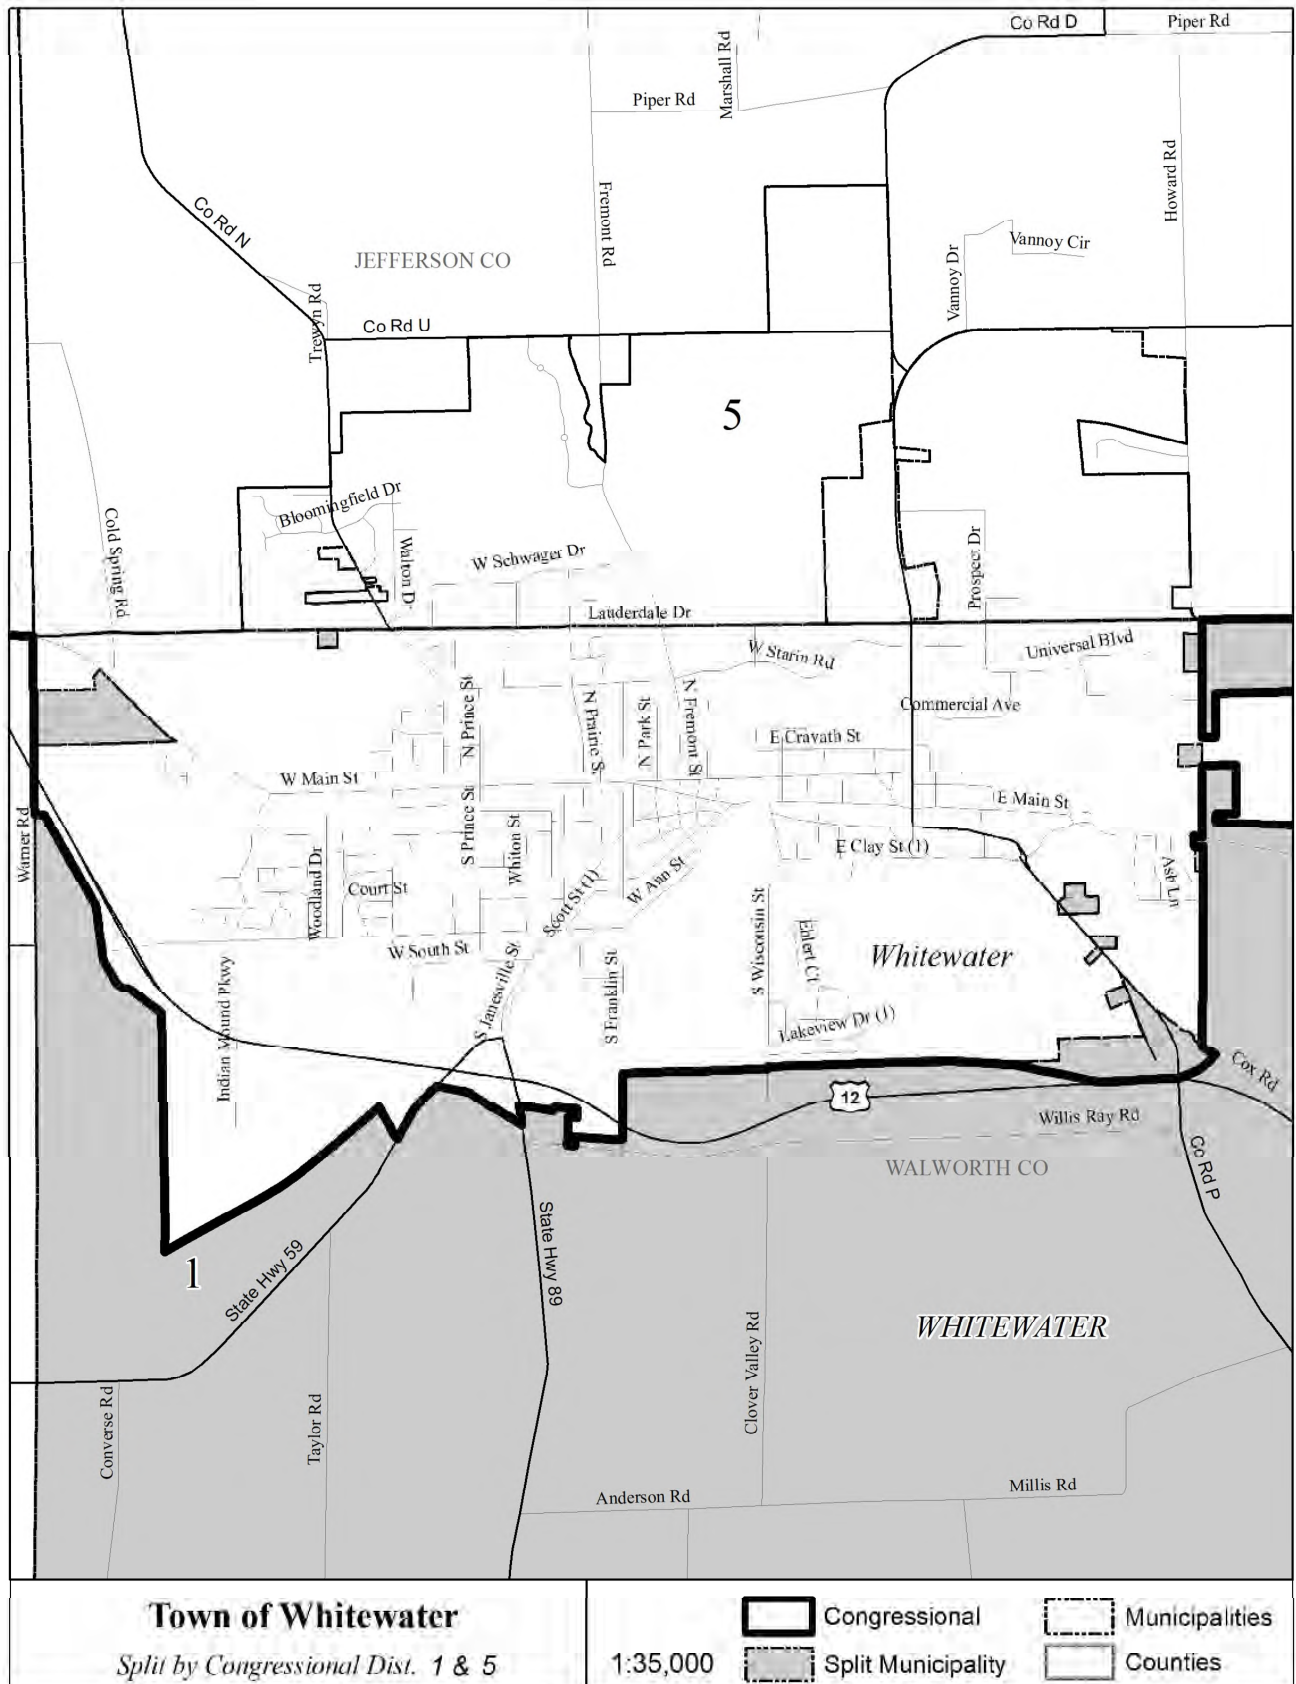 Co Rd D
Piper Rd
Marshall Rd
Piper Rd
Howard Rd
Fremont Rd
Co Rd N
Vannoy Cir
Vannoy Dr
JEFFERSON CO
Trewyn Rd
Co Rd U
5
Bloomingfield Dr
Cold Spring Rd
Walton Dr
W Schwager Dr
Prospect Dr
Lauderdale Dr
W Starin Rd
Universal Blvd
N Prince St
N Prairie St
N Park St
N Fremont St
Commercial Ave
E Cravath St
W Main St
E Main St
Warner Rd
S Prince St
Whiton St
E Clay St (1)
Woodland Dr
Court St
Scott St (1)
W Ann St
Ash Ln
W South St
S Wisconsin St
Ehlert Ct
Whitewater
Indian Mound Pkwy
S Janesville St
S Franklin St
Lakeview Dr (1)
Cox Rd
12
Willis Ray Rd
WALWORTH CO
Co Rd P
1
State Hwy 59
State Hwy 89
WHITEWATER
Clover Valley Rd
Converse Rd
Taylor Rd
Anderson Rd
Millis Rd
Town of Whitewater
Split by Congressional Dist. 1 & 5
1:35,000
Congressional
Split Municipality
Municipalities
Counties